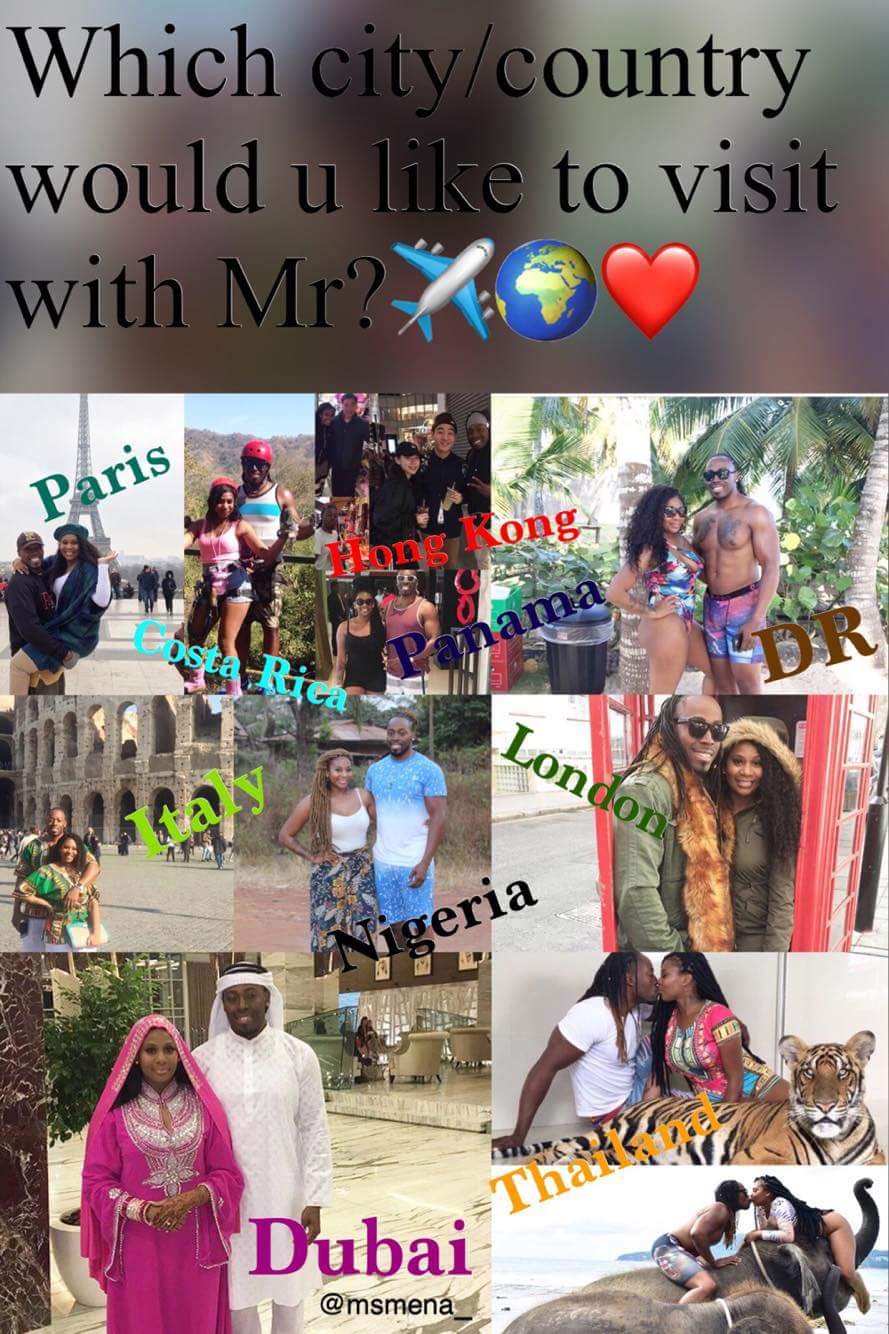 Which city/country
would u like to visit
with Mr?✈️🌍❤️
Paris
Hong Kong
Costa Rica
Panama
DR
Italy
Nigeria
London
Dubai
Thailand
@msmena_